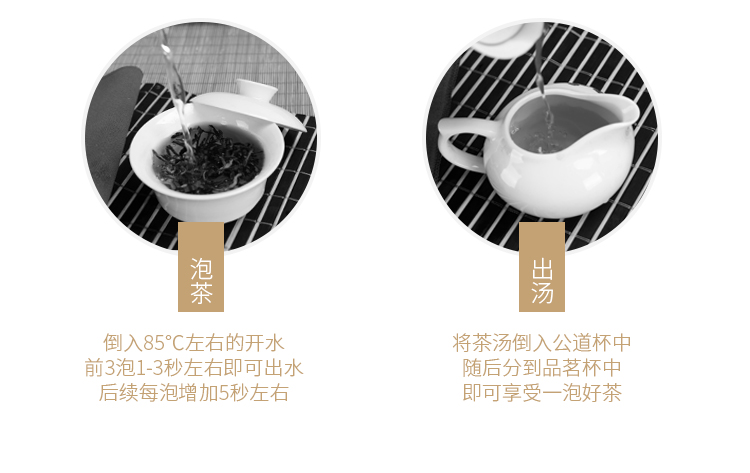 泡茶
倒入85℃左右的开水
前3泡1-3秒左右即可出水
后续每泡增加5秒左右
出汤
将茶汤倒入公道杯中
随后分到品茗杯中
即可享受一泡好茶